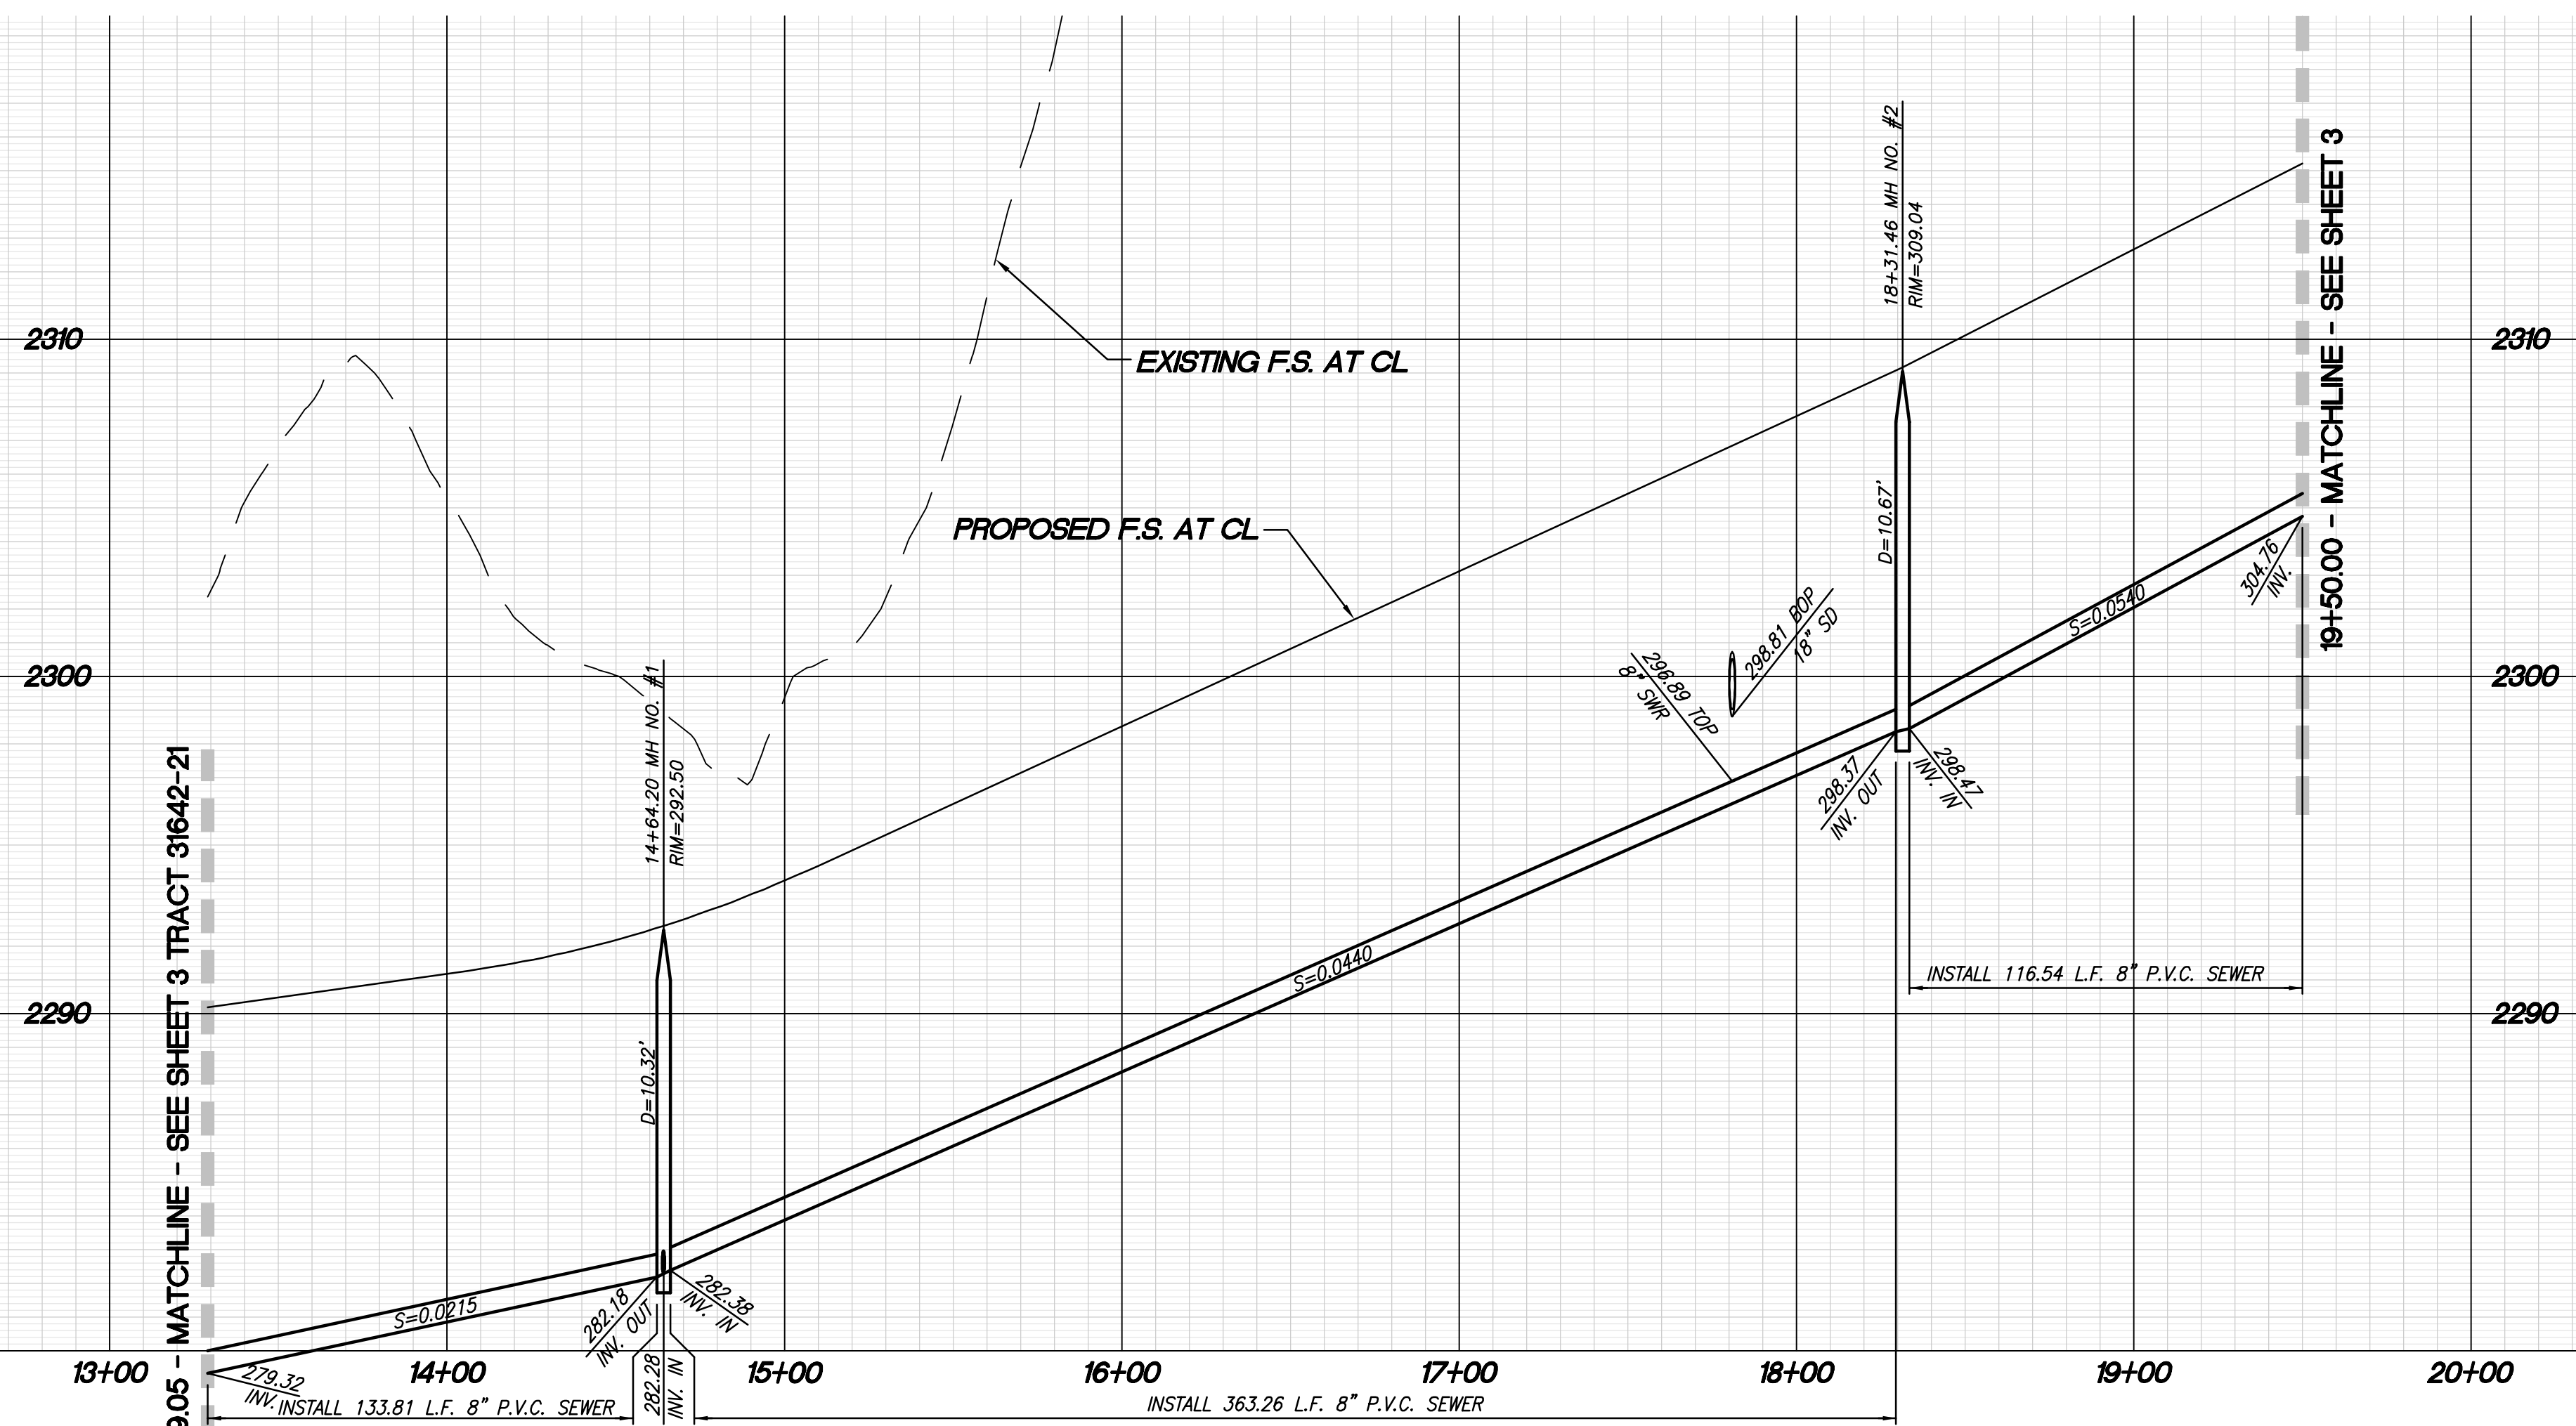 18+31.46 MH NO. #2
RIM=309.04
19+50.00 - MATCHLINE - SEE SHEET 3
2310
2310
EXISTING F.S. AT CL
PROPOSED F.S. AT CL
D=10.67'
304.76
INV.
S=0.0540
298.81 BOP
18" SD
296.89 TOP
8" SWR
2300
2300
14+64.20 MH NO. #1
RIM=292.50
298.37
INV. OUT
298.47
INV. IN
MATCHLINE - SEE SHEET 3 TRACT 31642-21
S=0.0440
INSTALL 116.54 L.F. 8" P.V.C. SEWER
2290
2290
D=10.32'
S=0.0215
282.18
INV. OUT
282.38
INV. IN
282.28
INV. IN
279.32
INV.
13+00
14+00
15+00
16+00
17+00
18+00
19+00
20+00
INSTALL 133.81 L.F. 8" P.V.C. SEWER
INSTALL 363.26 L.F. 8" P.V.C. SEWER